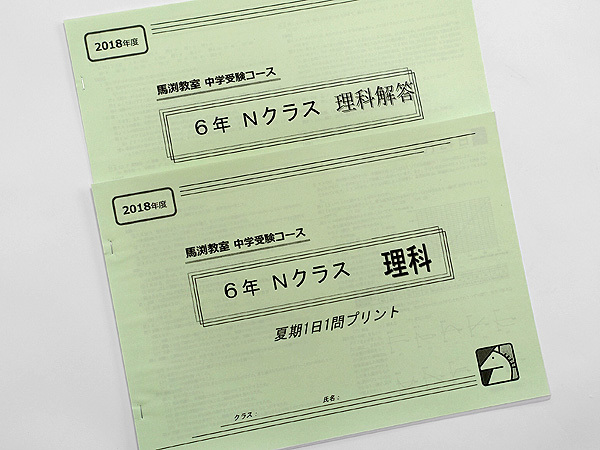 2018年度
馬渕教室 中学受験コース
6年 Nクラス 理科解答
2018年度
馬渕教室 中学受験コース
6年 Nクラス 理科
夏期1日1問プリント
クラス：
氏名：